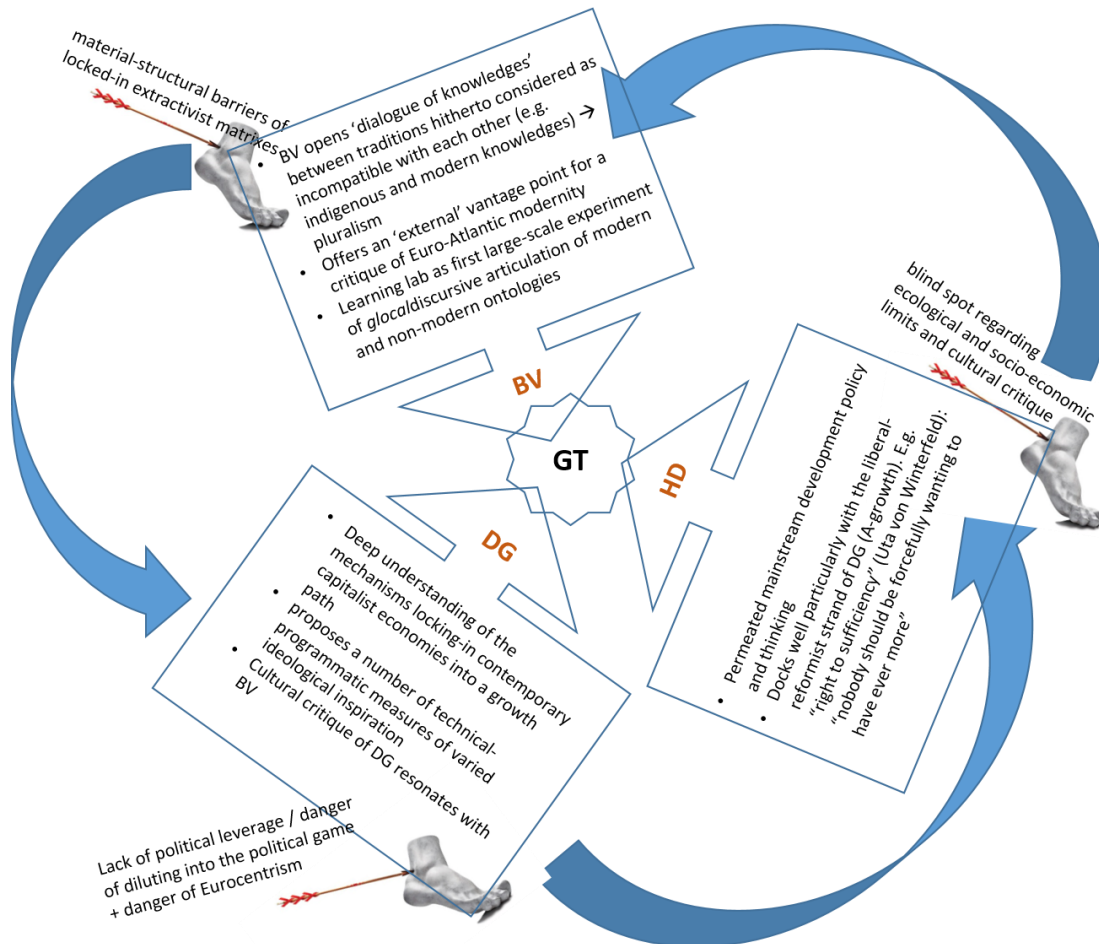 material-structural barriers of
locked-in extractivist matrixes
• BV opens ‘dialogue of knowledges’
between traditions hitherto considered as
incompatible with each other (e.g.
indigenous and modern knowledges) →
pluralism
• Offers an ‘external’ vantage point for a
critique of Euro-Atlantic modernity
• Learning lab as first large-scale experiment
of glocaldiscursive articulation of modern
and non-modern ontologies
BV
GT
HD
DG
blind spot regarding
ecological and socio-economic
limits and cultural critique
• Permeated mainstream development policy
and thinking
• Docks well particularly with the liberal-
reformist strand of DG (A-growth). E.g.
“right to sufficiency” (Uta von Winterfeld):
“nobody should be forcefully wanting to
have ever more”
• Deep understanding of the
mechanisms locking-in contemporary
capitalist economies into a growth
path
• proposes a number of technical-
programmatic measures of varied
ideological inspiration
• Cultural critique of DG resonates with
BV
Lack of political leverage / danger
of diluting into the political game
+ danger of Eurocentrism